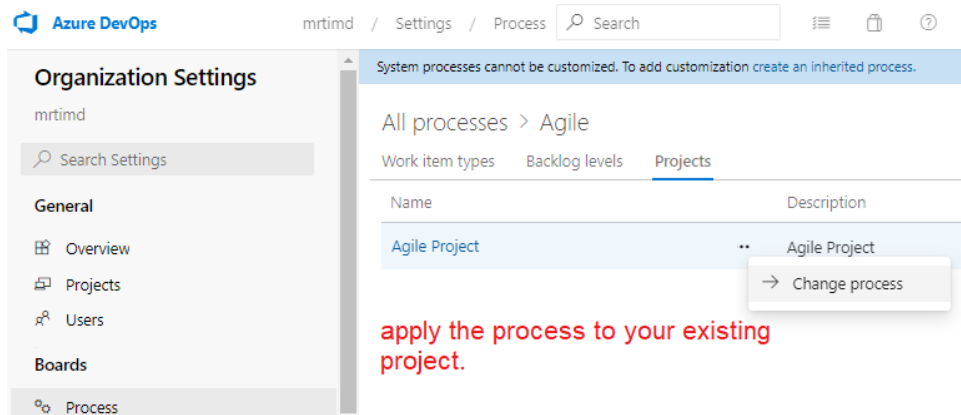 Azure DevOps
mrtimd / Settings / Process
Search
Organization Settings
mrtimd
Search Settings
General
Overview
Projects
Users
Boards
Process
System processes cannot be customized. To add customization create an inherited process.
All processes > Agile
Work item types Backlog levels Projects
Name Description
Agile Project ·· Agile Project
Change process
apply the process to your existing
project.